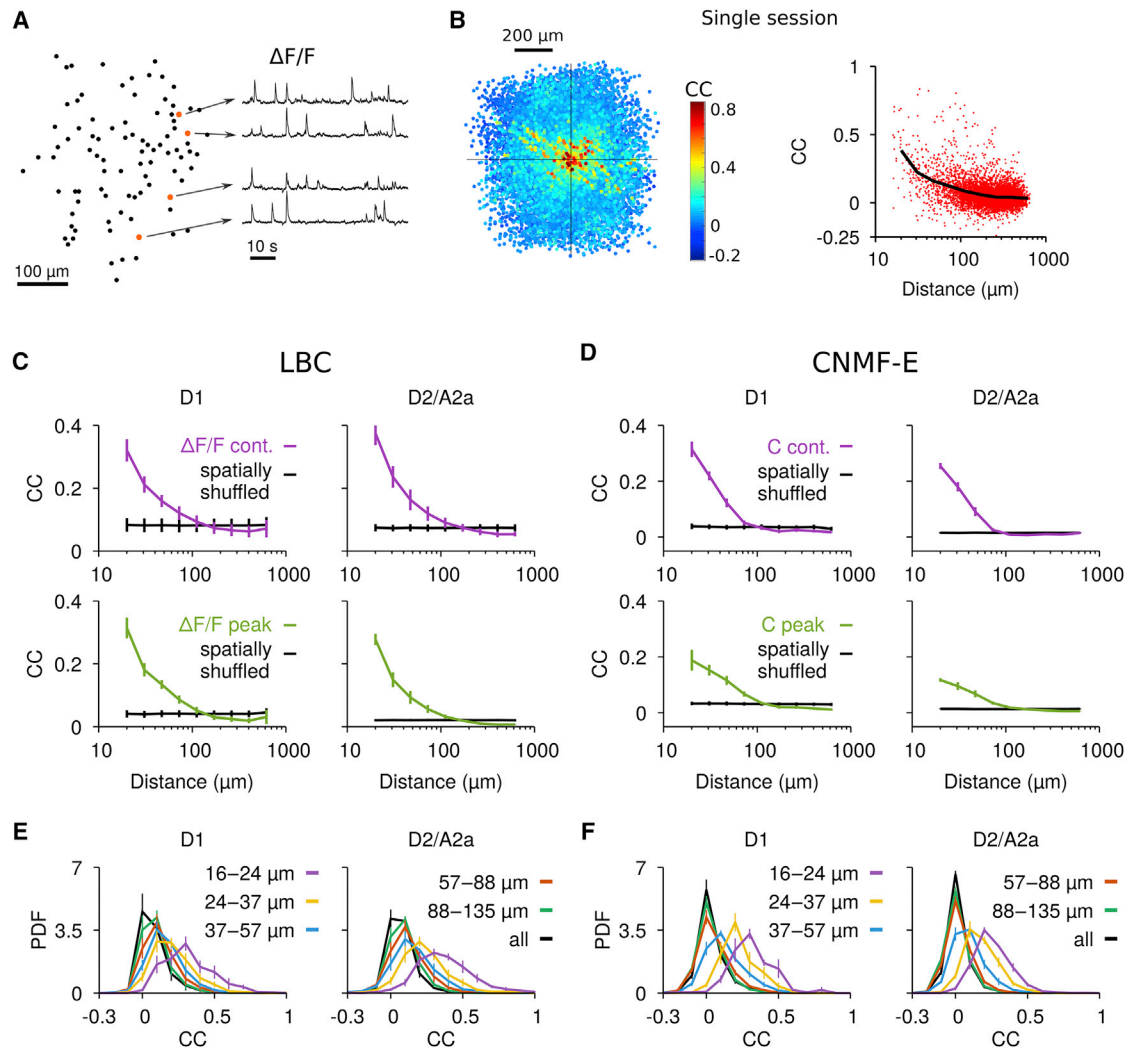 A
ΔF/F
100 µm
10 s
B
Single session
200 µm
CC
0.8
0.4
0
-0.2
CC
1
0.5
0
-0.25
10
100
1000
Distance (µm)
C
LBC
D1
D2/A2a
CC
0.4
0.2
0
ΔF/F cont.
spatially
shuffled
10
100
1000
10
100
1000
CC
0.4
0.2
0
ΔF/F peak
spatially
shuffled
10
100
1000
10
100
1000
Distance (µm)
Distance (µm)
D
CNMF-E
D1
D2/A2a
CC
0.4
0.2
0
C cont.
spatially
shuffled
10
100
1000
10
100
1000
CC
0.4
0.2
0
C peak
spatially
shuffled
10
100
1000
10
100
1000
Distance (µm)
Distance (µm)
E
D1
D2/A2a
PDF
7
3.5
0
16–24 µm
24–37 µm
37–57 µm
57–88 µm
88–135 µm
all
-0.3
0
0.5
1
-0.3
0
0.5
1
CC
CC
F
D1
D2/A2a
PDF
7
3.5
0
16–24 µm
24–37 µm
37–57 µm
57–88 µm
88–135 µm
all
-0.3
0
0.5
1
-0.3
0
0.5
1
CC
CC